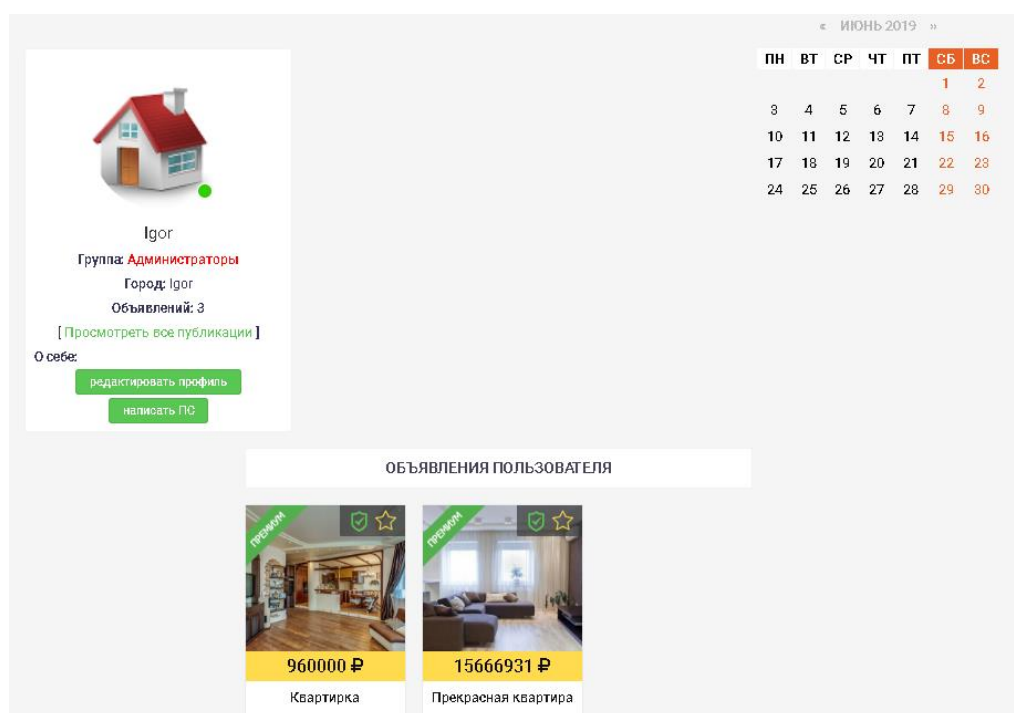 « ИЮНЬ 2019 »
ПН ВТ СР ЧТ ПТ СБ ВС
1 2
3 4 5 6 7 8 9
10 11 12 13 14 15 16
17 18 19 20 21 22 23
24 25 26 27 28 29 30
Igor
Группа: Администраторы
Город: Igor
Объявлений: 3
[ Просмотреть все публикации ]
О себе:
редактировать профиль
написать ПС
ОБЪЯВЛЕНИЯ ПОЛЬЗОВАТЕЛЯ
ПРЕМИУМ
ПРЕМИУМ
960000 ₽
15666931 ₽
Квартирка
Прекрасная квартира